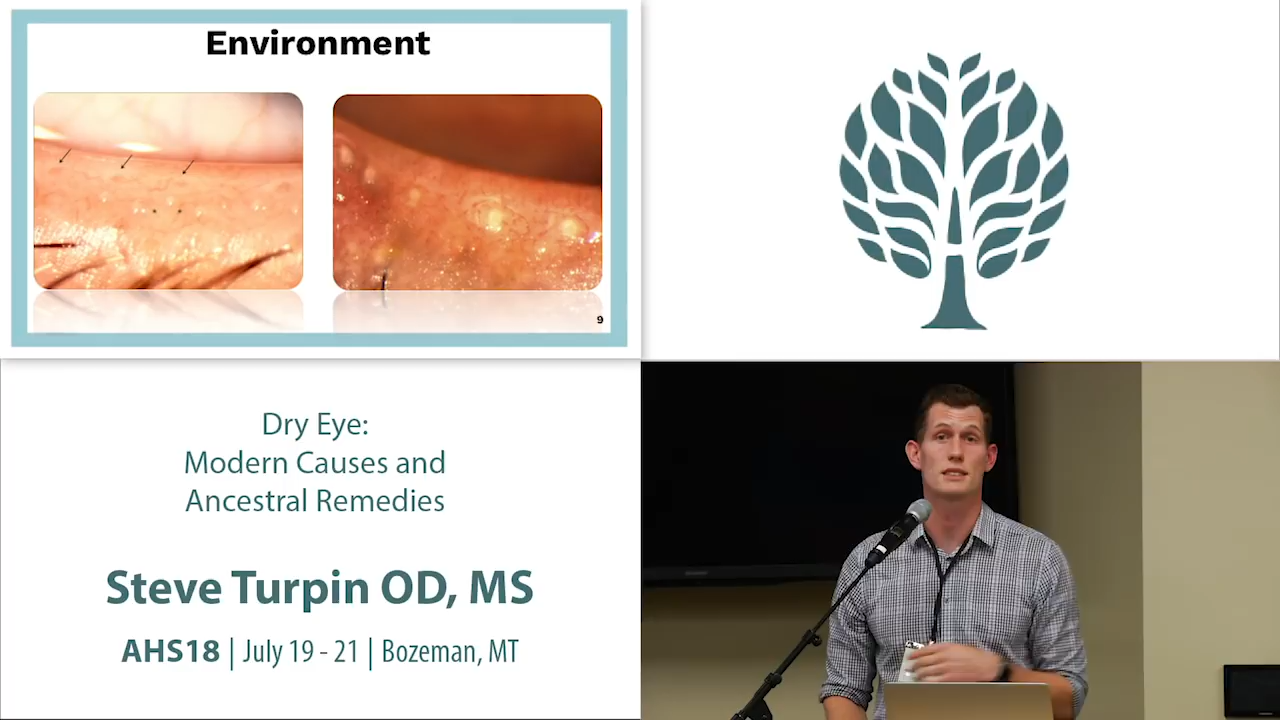 Environment
9
Dry Eye:
Modern Causes and
Ancestral Remedies
Steve Turpin OD, MS
AHS18 | July 19 - 21 | Bozeman, MT